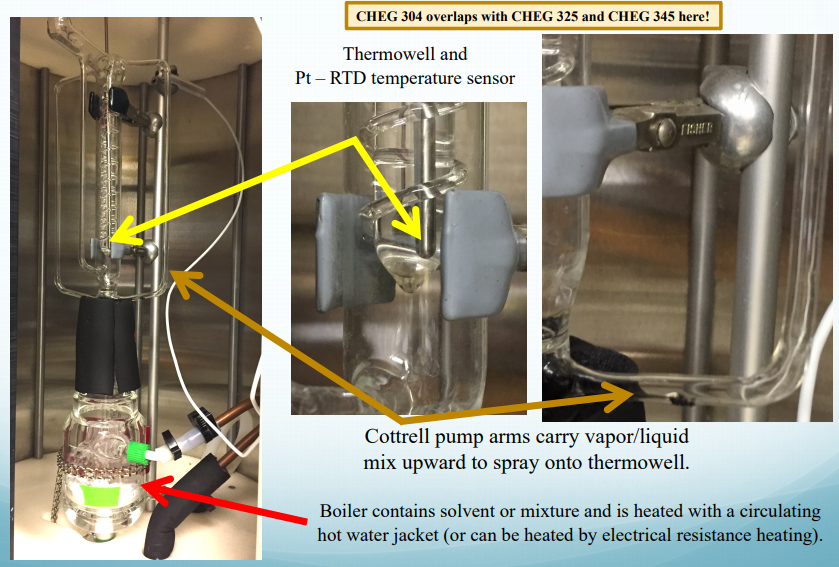 CHEG 304 overlaps with CHEG 325 and CHEG 345 here!
Thermowell and
Pt – RTD temperature sensor
FISHER
Cottrell pump arms carry vapor/liquid
mix upward to spray onto thermowell.
Boiler contains solvent or mixture and is heated with a circulating
hot water jacket (or can be heated by electrical resistance heating).